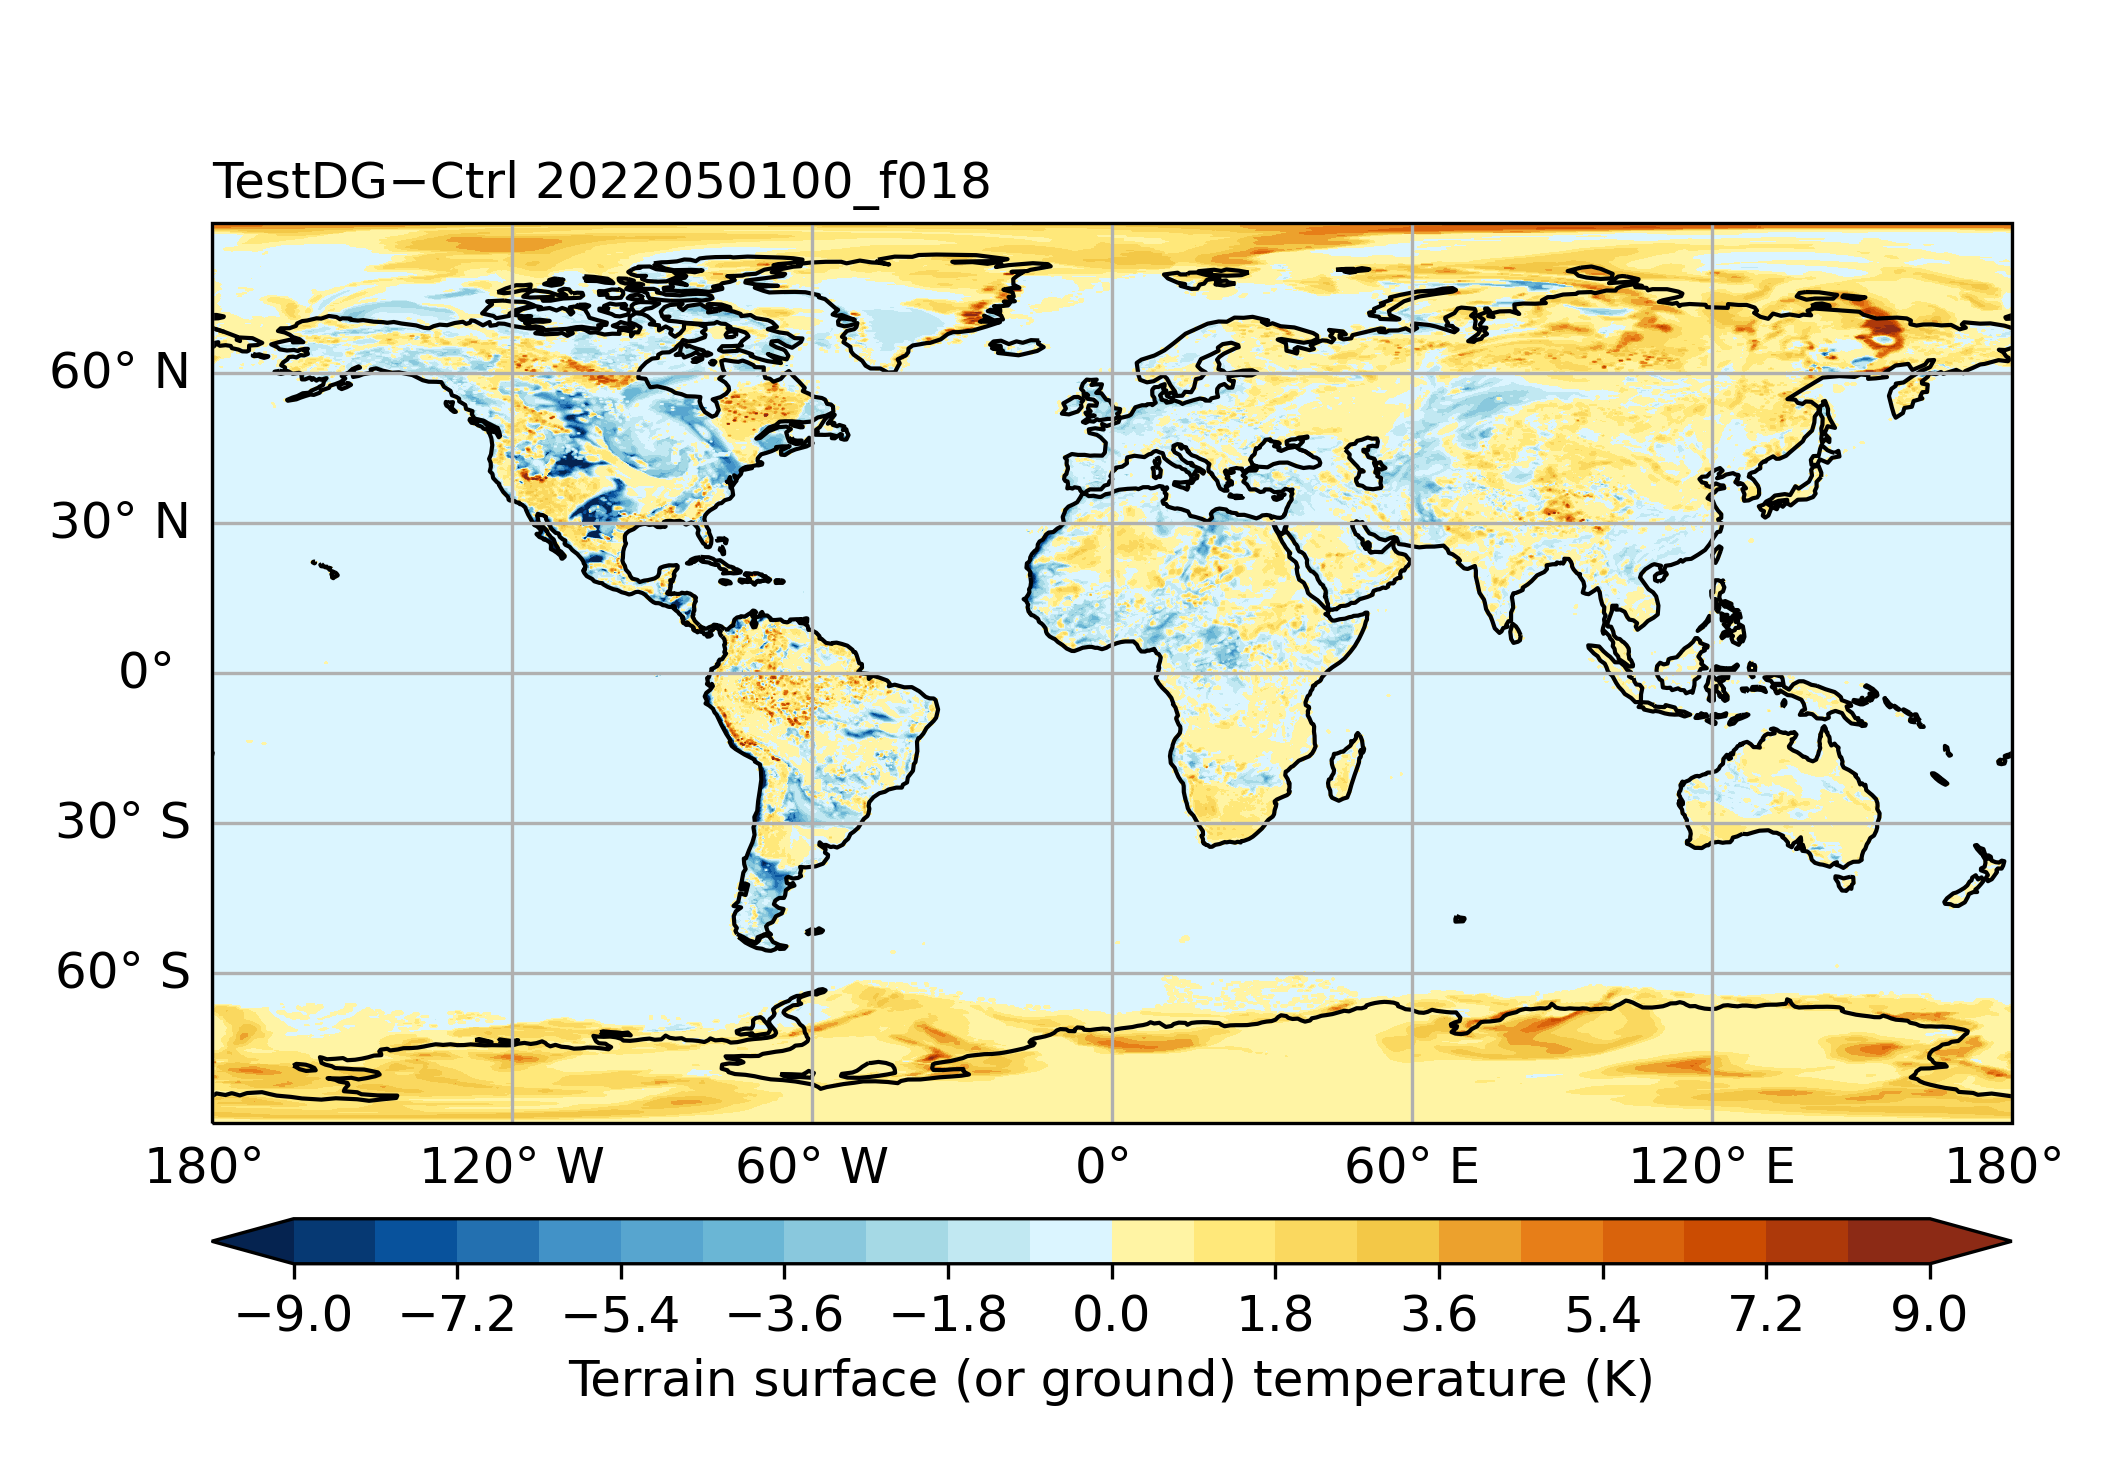 TestDG−Ctrl 2022050100_f018
60° N
30° N
0°
30° S
60° S
180° 120° W 60° W 0° 60° E 120° E 180°
−9.0 −7.2 −5.4 −3.6 −1.8 0.0 1.8 3.6 5.4 7.2 9.0
Terrain surface (or ground) temperature (K)